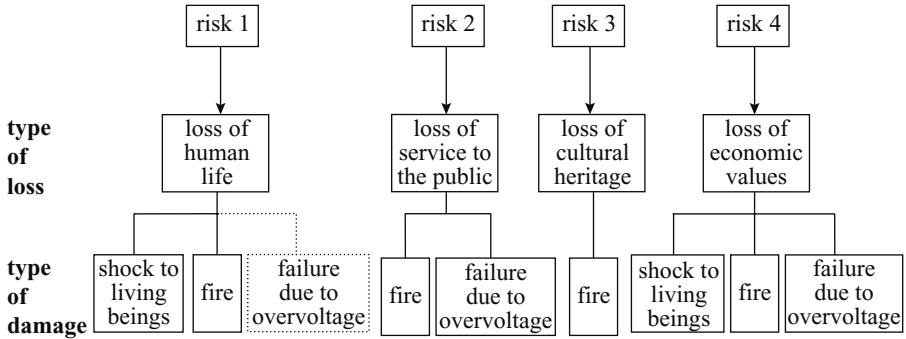 risk 1
risk 2
risk 3
risk 4
type
of
loss
loss of
human
life
loss of
service to
the public
loss of
cultural
heritage
loss of
economic
values
type
of
damage
shock to
living
beings
fire
failure
due to
overvoltage
fire
failure
due to
overvoltage
fire
shock to
living
beings
fire
failure
due to
overvoltage